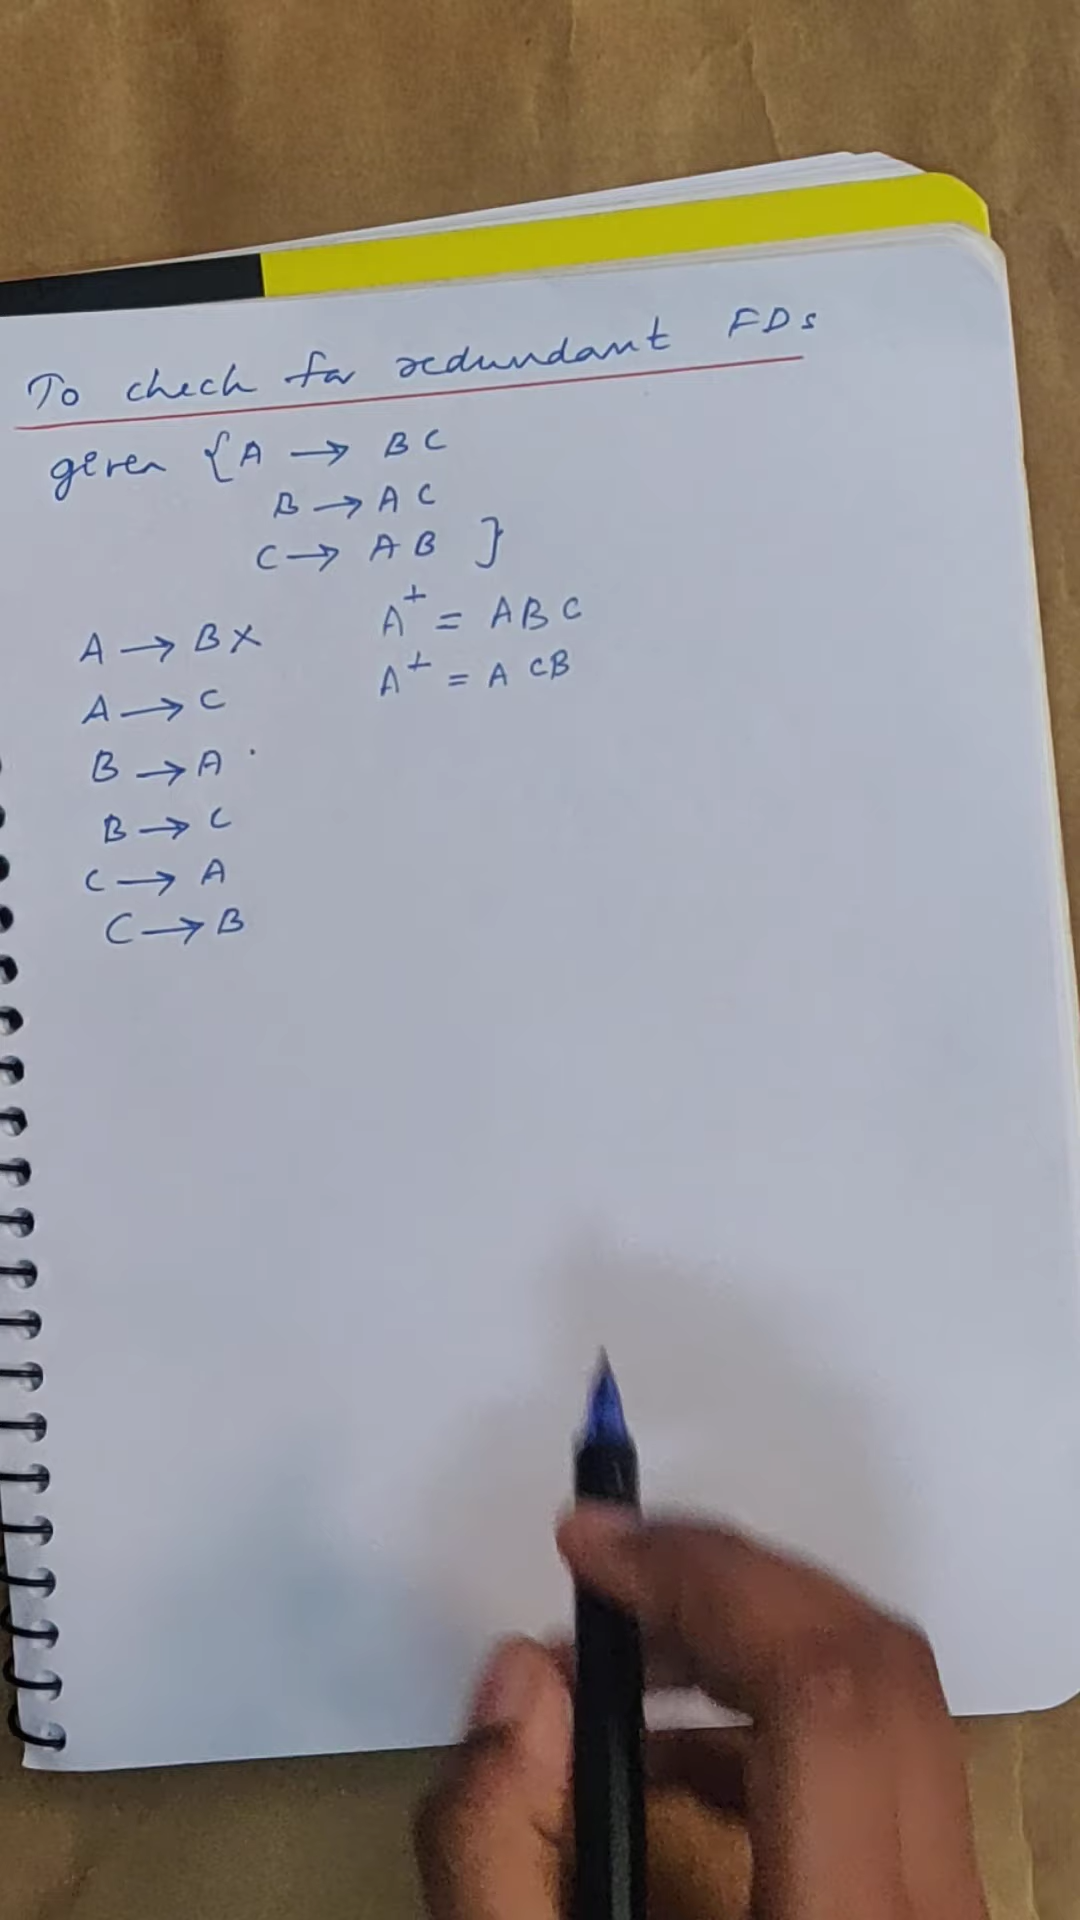 To check for redundant FDs
given {A → BC
B → AC
C → AB }
A → B X A⁺ = ABC
A → C A⁺ = ACB
B → A
B → C
C → A
C → B